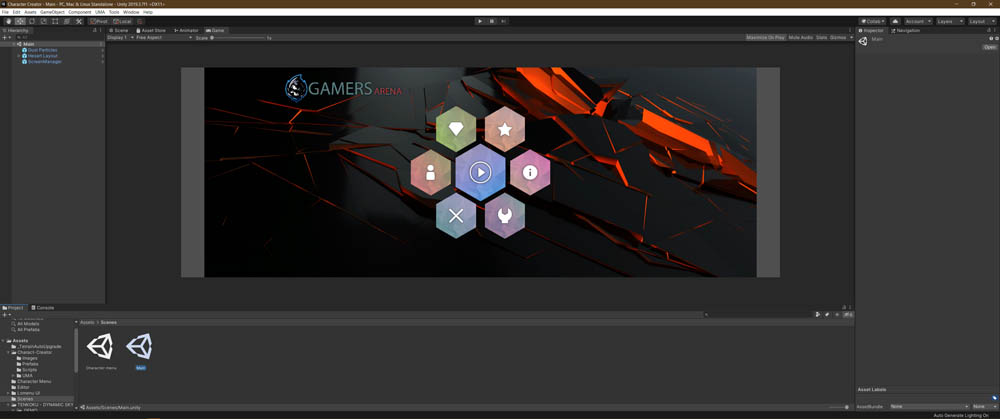 Character Creator - Main - PC, Mac & Linux Standalone - Unity 2019.3.7f1 <DX11>
File Edit Assets GameObject Component UMA Tools Window Help
Pivot Local Collab Account Layers Layout
Hierarchy Scene Asset Store Animator Game Inspector Navigation
All Display 1 Free Aspect Scale 1x Maximize On Play Mute Audio Stats Gizmos Main
Main
Open
Dust Particles
Hexart Layout
ScreenManager
GAMERS ARENA
Project Console
All Models
All Prefabs
Assets > Scenes
Assets
_TerrainAutoUpgrade
Charact-Creator
Images
Prefabs
Scripts
UMA
Character Menu
Editor
Lomenu UI
Scenes
TENKOKU - DYNAMIC SKY
_DEMO
Character menu Main
Assets/Scenes/Main.unity
Asset Labels
AssetBundle None None
Auto Generate Lighting On